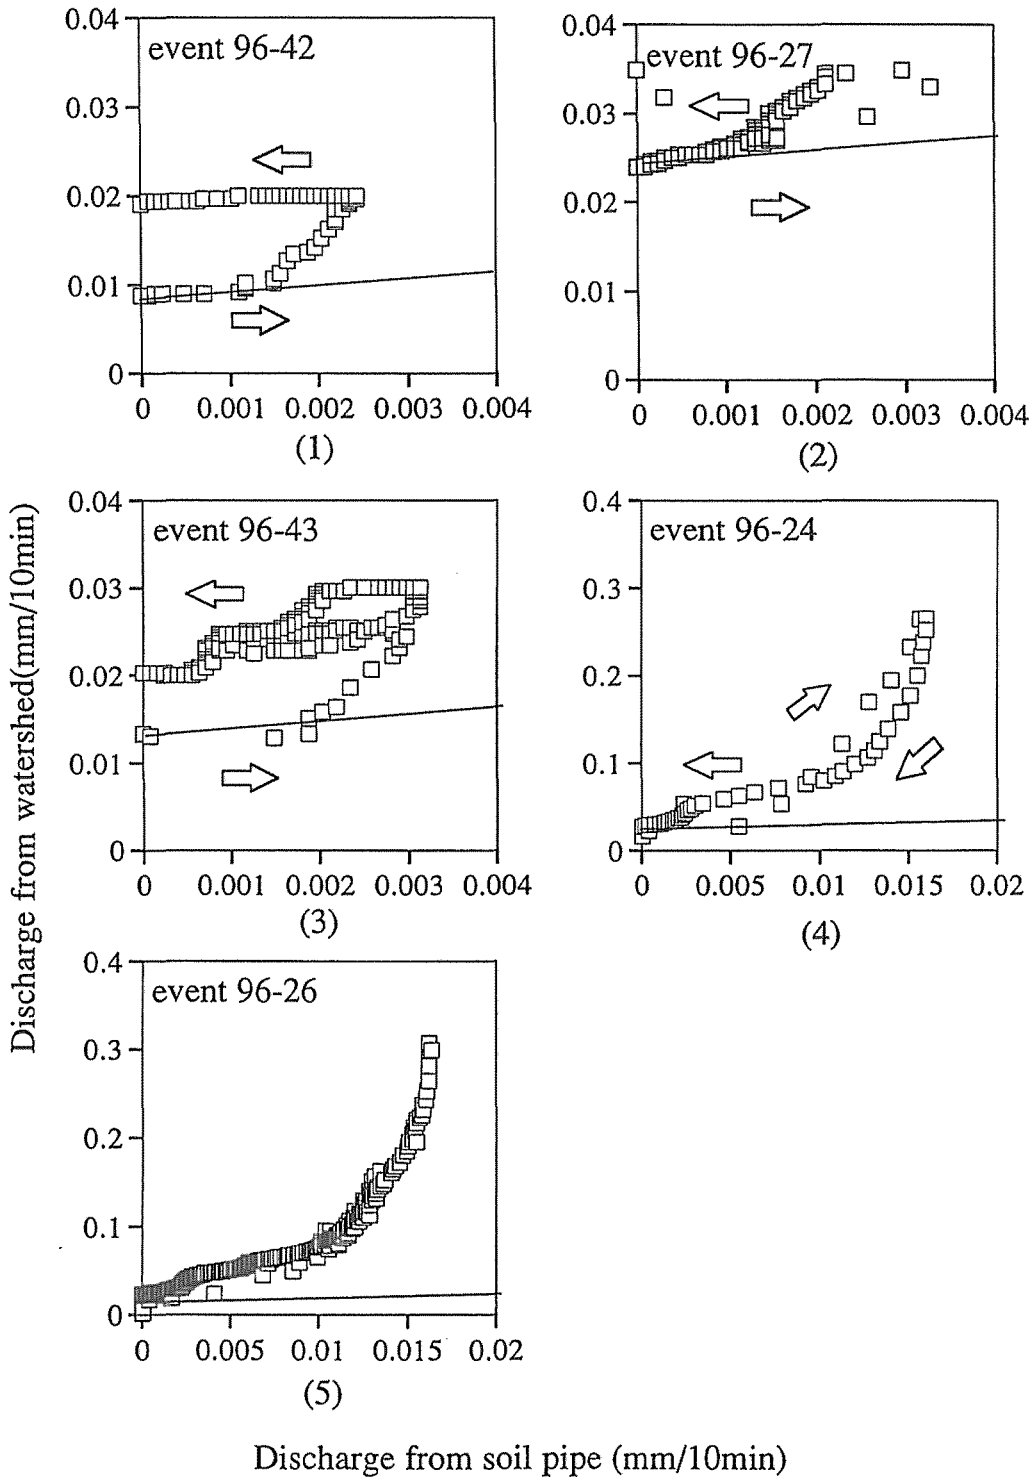 0.04
event 96-42
0.03
0.02
0.01
0
0 0.001 0.002 0.003 0.004
(1)
0.04
event 96-27
0.03
0.02
0.01
0
0 0.001 0.002 0.003 0.004
(2)
Discharge from watershed(mm/10min)
0.04
event 96-43
0.03
0.02
0.01
0
0 0.001 0.002 0.003 0.004
(3)
0.4
event 96-24
0.3
0.2
0.1
0
0 0.005 0.01 0.015 0.02
(4)
0.4
event 96-26
0.3
0.2
0.1
0
0 0.005 0.01 0.015 0.02
(5)
Discharge from soil pipe (mm/10min)